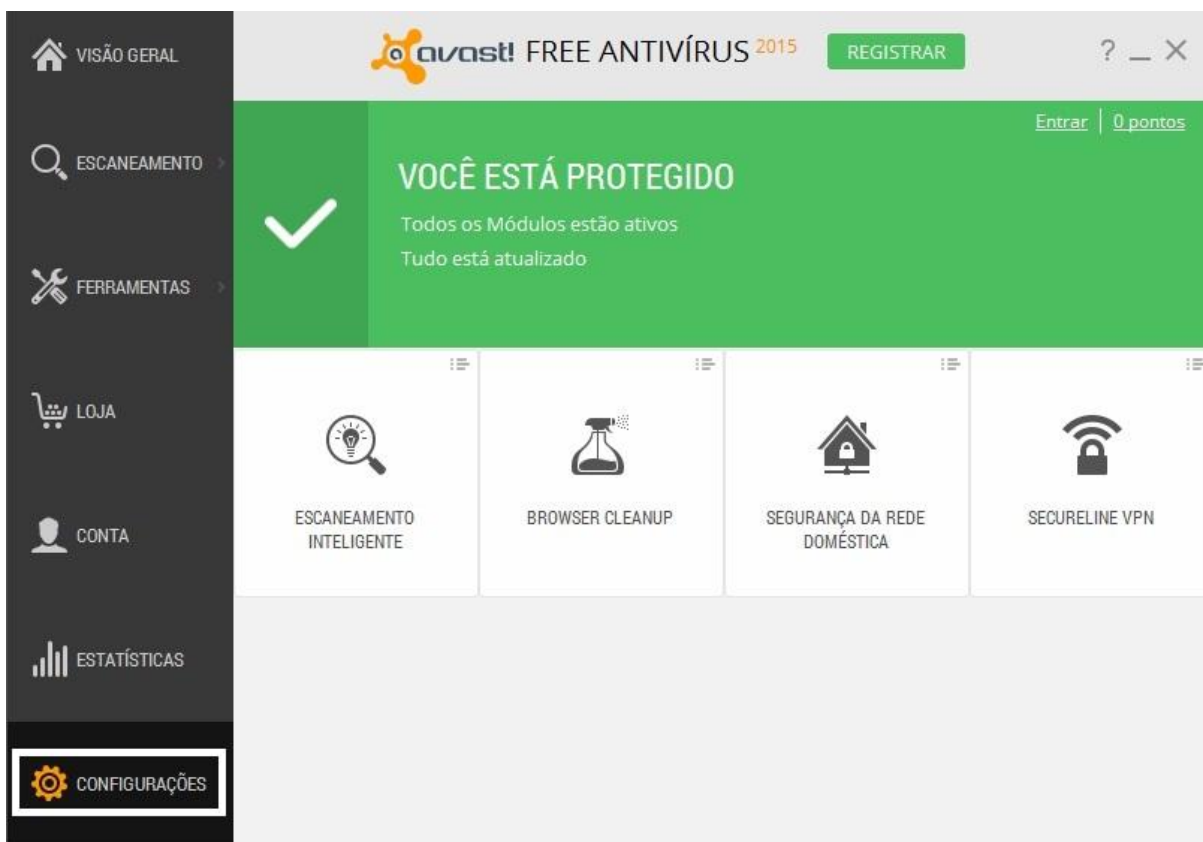 VISÃO GERAL
ESCANEAMENTO
FERRAMENTAS
LOJA
CONTA
ESTATÍSTICAS
CONFIGURAÇÕES
avast! FREE ANTIVÍRUS 2015
REGISTRAR
?
Entrar | 0 pontos
VOCÊ ESTÁ PROTEGIDO
Todos os Módulos estão ativos
Tudo está atualizado
ESCANEAMENTO
INTELIGENTE
BROWSER CLEANUP
SEGURANÇA DA REDE
DOMÉSTICA
SECURELINE VPN